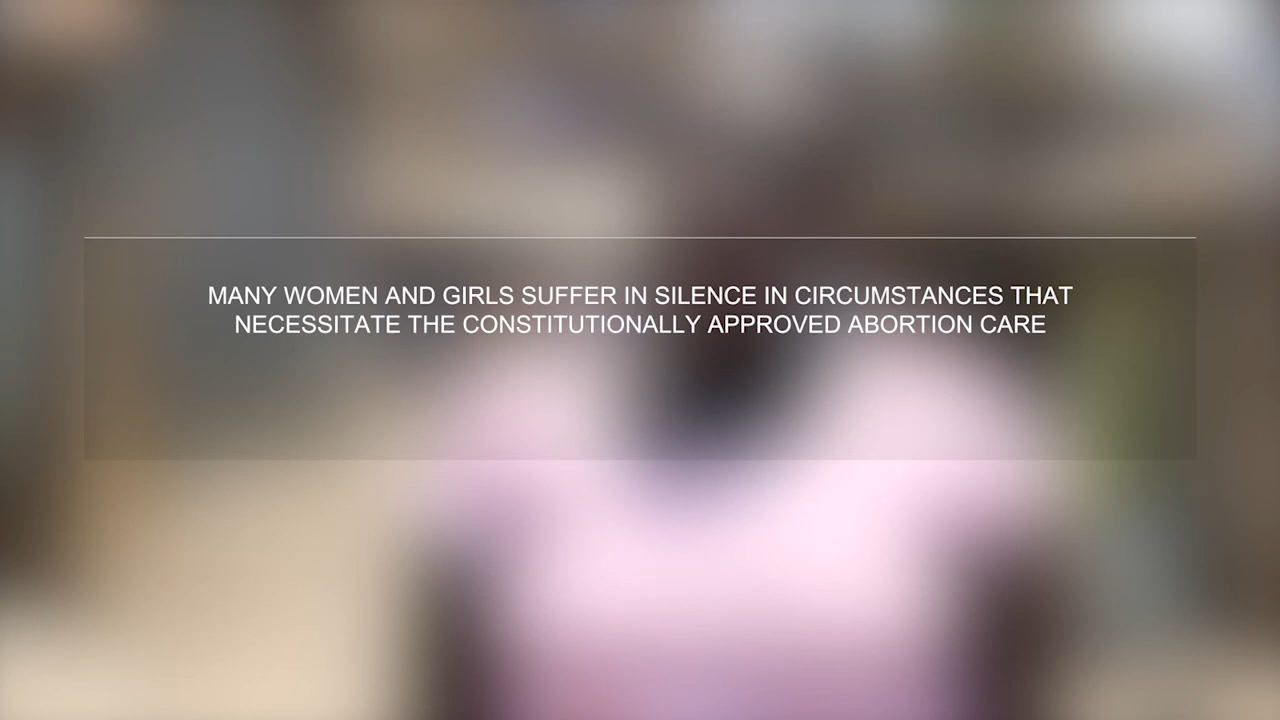 MANY WOMEN AND GIRLS SUFFER IN SILENCE IN CIRCUMSTANCES THAT
NECESSITATE THE CONSTITUTIONALLY APPROVED ABORTION CARE